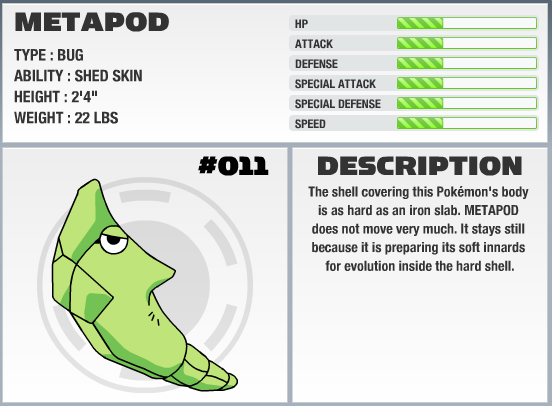 METAPOD
TYPE : BUG
ABILITY : SHED SKIN
HEIGHT : 2'4"
WEIGHT : 22 LBS
HP
ATTACK
DEFENSE
SPECIAL ATTACK
SPECIAL DEFENSE
SPEED
#011
DESCRIPTION
The shell covering this Pokémon's body
is as hard as an iron slab. METAPOD
does not move very much. It stays still
because it is preparing its soft innards
for evolution inside the hard shell.